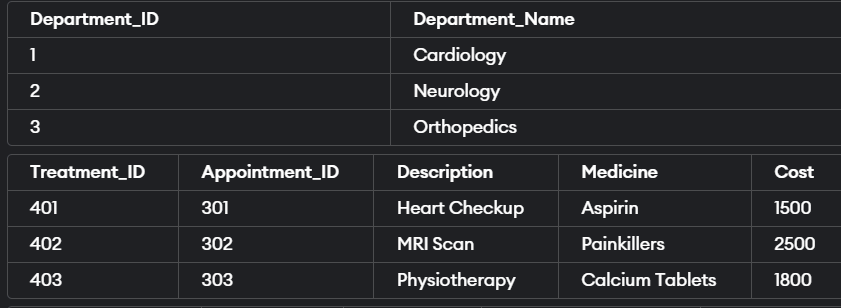 Department_ID Department_Name
1 Cardiology
2 Neurology
3 Orthopedics
Treatment_ID Appointment_ID Description Medicine Cost
401 301 Heart Checkup Aspirin 1500
402 302 MRI Scan Painkillers 2500
403 303 Physiotherapy Calcium Tablets 1800